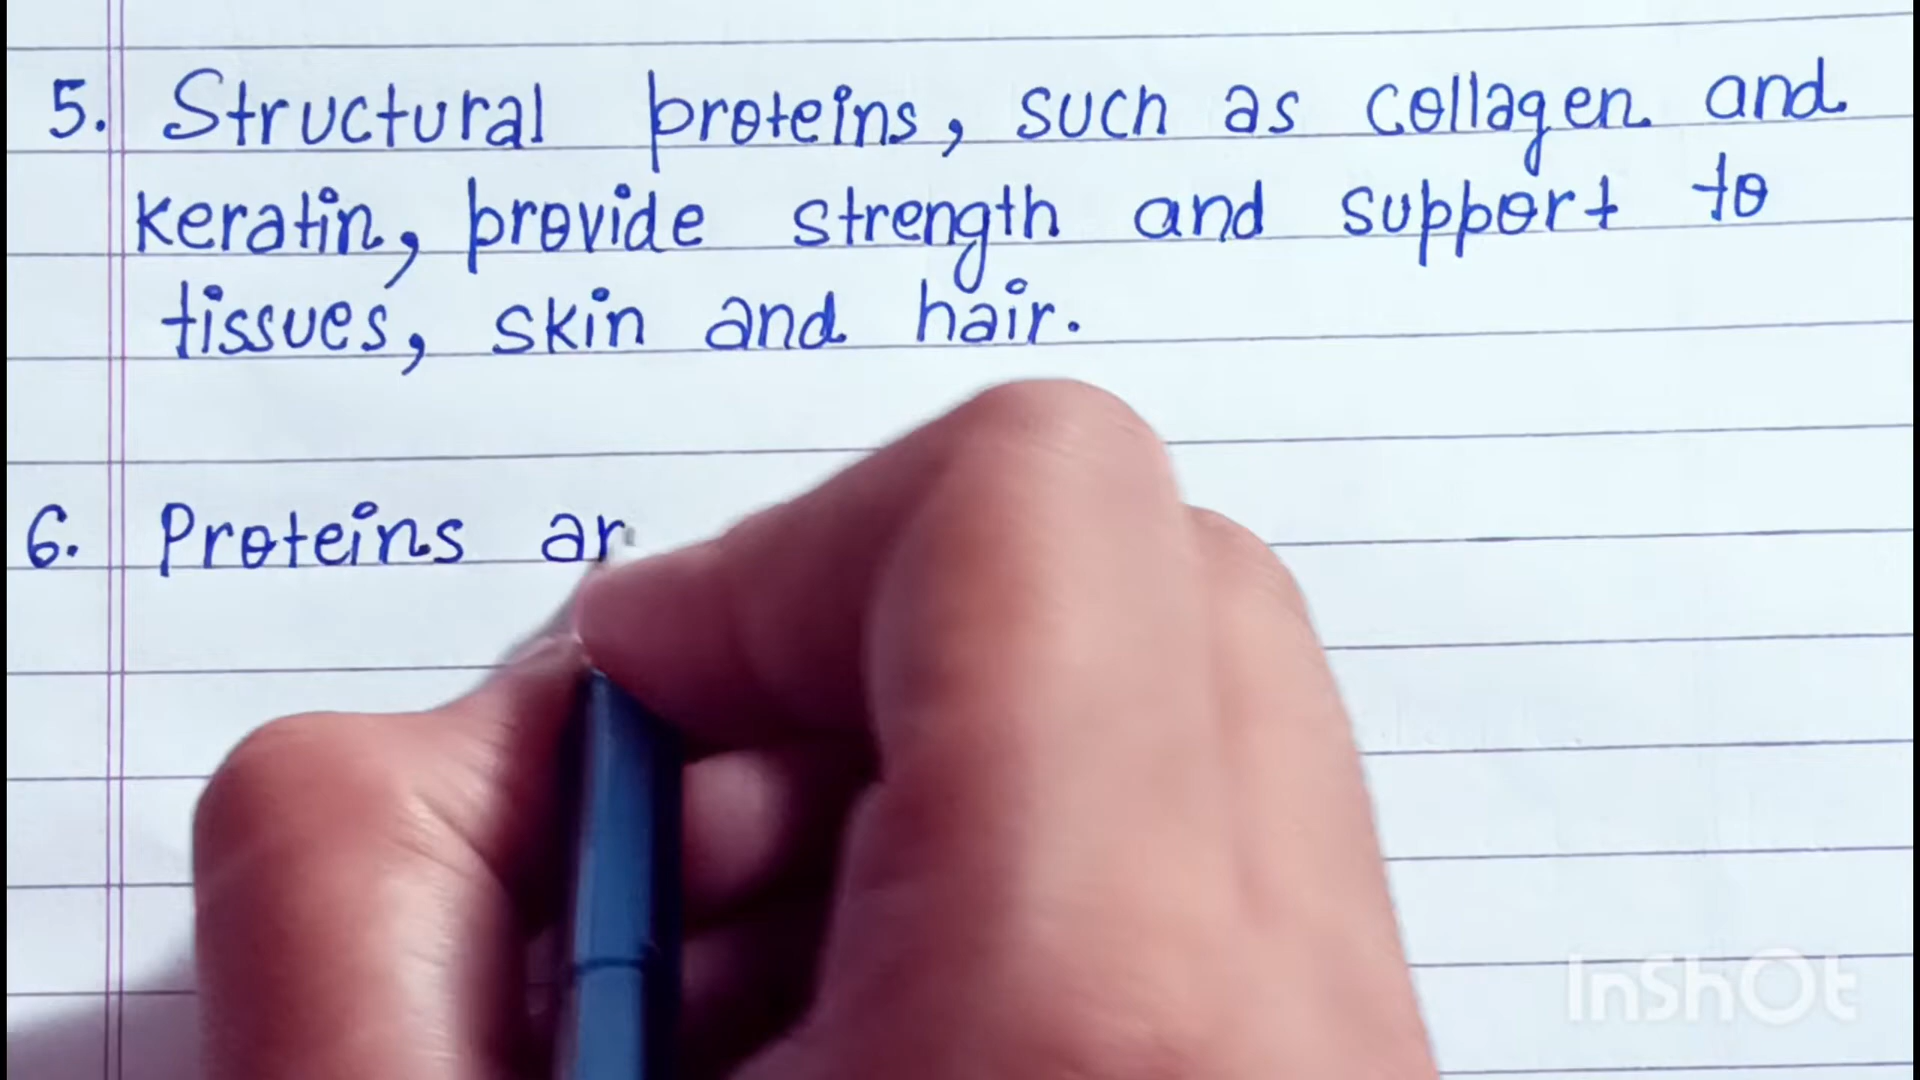 5. Structural proteins, such as collagen and
keratin, provide strength and support to
tissues, skin and hair.
6. Proteins ar
InShOt